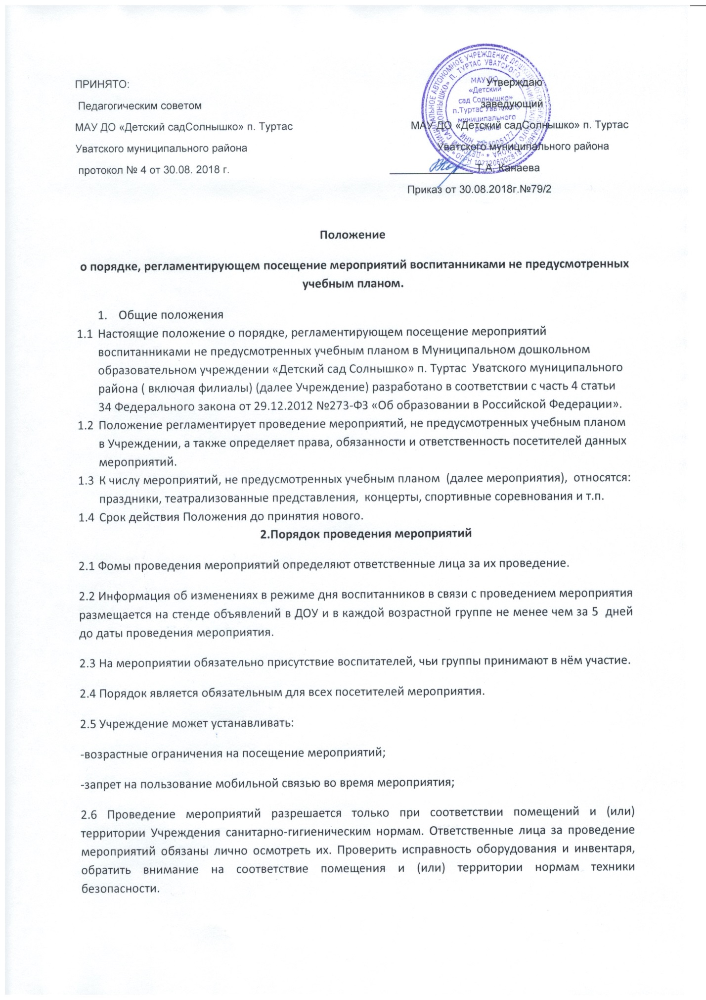 ПРИНЯТО:
Педагогическим советом
МАУ ДО «Детский садСолнышко» п. Туртас
Уватского муниципального района
протокол № 4 от 30.08. 2018 г.
Утверждаю
заведующий
МАУ ДО «Детский садСолнышко» п. Туртас
Уватского муниципального района
Т.А. Канаева
Приказ от 30.08.2018г.№79/2
МАУ ДО
«Детский
сад Солнышко»
п.Туртас Уватского
муниципального
района
ИНН 7225005177
Положение
о порядке, регламентирующем посещение мероприятий воспитанниками не предусмотренных
учебным планом.
1. Общие положения
1.1 Настоящие положение о порядке, регламентирующем посещение мероприятий
воспитанниками не предусмотренных учебным планом в Муниципальном дошкольном
образовательном учреждении «Детский сад Солнышко» п. Туртас Уватского муниципального
района ( включая филиалы) (далее Учреждение) разработано в соответствии с часть 4 статьи
34 Федерального закона от 29.12.2012 №273-ФЗ «Об образовании в Российской Федерации».
1.2 Положение регламентирует проведение мероприятий, не предусмотренных учебным планом
в Учреждении, а также определяет права, обязанности и ответственность посетителей данных
мероприятий.
1.3 К числу мероприятий, не предусмотренных учебным планом (далее мероприятия), относятся:
праздники, театрализованные представления, концерты, спортивные соревнования и т.п.
1.4 Срок действия Положения до принятия нового.
2.Порядок проведения мероприятий
2.1 Фомы проведения мероприятий определяют ответственные лица за их проведение.
2.2 Информация об изменениях в режиме дня воспитанников в связи с проведением мероприятия
размещается на стенде объявлений в ДОУ и в каждой возрастной группе не менее чем за 5 дней
до даты проведения мероприятия.
2.3 На мероприятии обязательно присутствие воспитателей, чьи группы принимают в нём участие.
2.4 Порядок является обязательным для всех посетителей мероприятия.
2.5 Учреждение может устанавливать:
-возрастные ограничения на посещение мероприятий;
-запрет на пользование мобильной связью во время мероприятия;
2.6 Проведение мероприятий разрешается только при соответствии помещений и (или)
территории Учреждения санитарно-гигиеническим нормам. Ответственные лица за проведение
мероприятий обязаны лично осмотреть их. Проверить исправность оборудования и инвентаря,
обратить внимание на соответствие помещения и (или) территории нормам техники
безопасности.